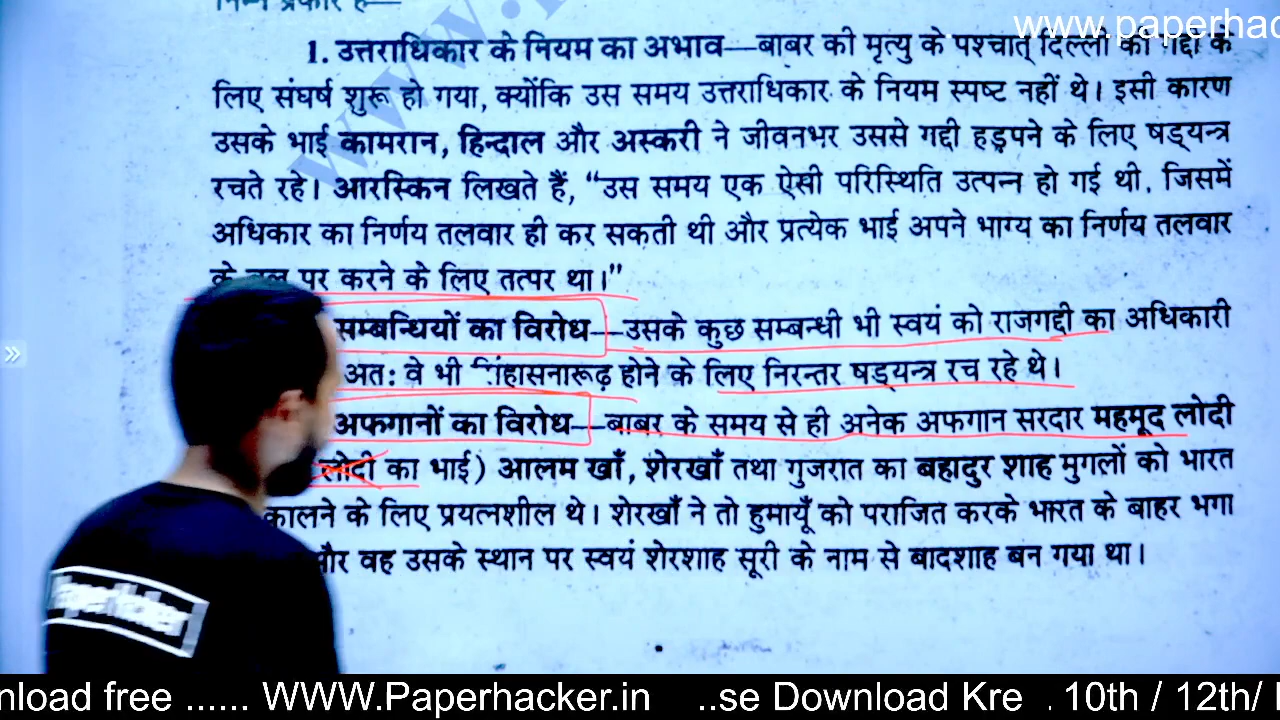 निम्न प्रकार हैं—
www.paperhac
1. उत्तराधिकार के नियम का अभाव—बाबर की मृत्यु के पश्चात् दिल्ली की गद्दी के
लिए संघर्ष शुरू हो गया, क्योंकि उस समय उत्तराधिकार के नियम स्पष्ट नहीं थे। इसी कारण
उसके भाई कामरान, हिन्दाल और अस्करी ने जीवनभर उससे गद्दी हड़पने के लिए षड्यन्त्र
रचते रहे। आरस्किन लिखते हैं, “उस समय एक ऐसी परिस्थिति उत्पन्न हो गई थी, जिसमें
अधिकार का निर्णय तलवार ही कर सकती थी और प्रत्येक भाई अपने भाग्य का निर्णय तलवार
के बल पर करने के लिए तत्पर था।”
सम्बन्धियों का विरोध—उसके कुछ सम्बन्धी भी स्वयं को राजगद्दी का अधिकारी
अतः वे भी सिंहासनारूढ़ होने के लिए निरन्तर षड्यन्त्र रच रहे थे।
अफगानों का विरोध—बाबर के समय से ही अनेक अफगान सरदार महमूद लोदी
लोदी का भाई) आलम खाँ, शेरखाँ तथा गुजरात का बहादुर शाह मुगलों को भारत
कालने के लिए प्रयत्नशील थे। शेरखाँ ने तो हुमायूँ को पराजित करके भारत के बाहर भगा
और वह उसके स्थान पर स्वयं शेरशाह सूरी के नाम से बादशाह बन गया था।
PaperHacker
nload free ...... WWW.Paperhacker.in ..se Download Kre . 10th / 12th/